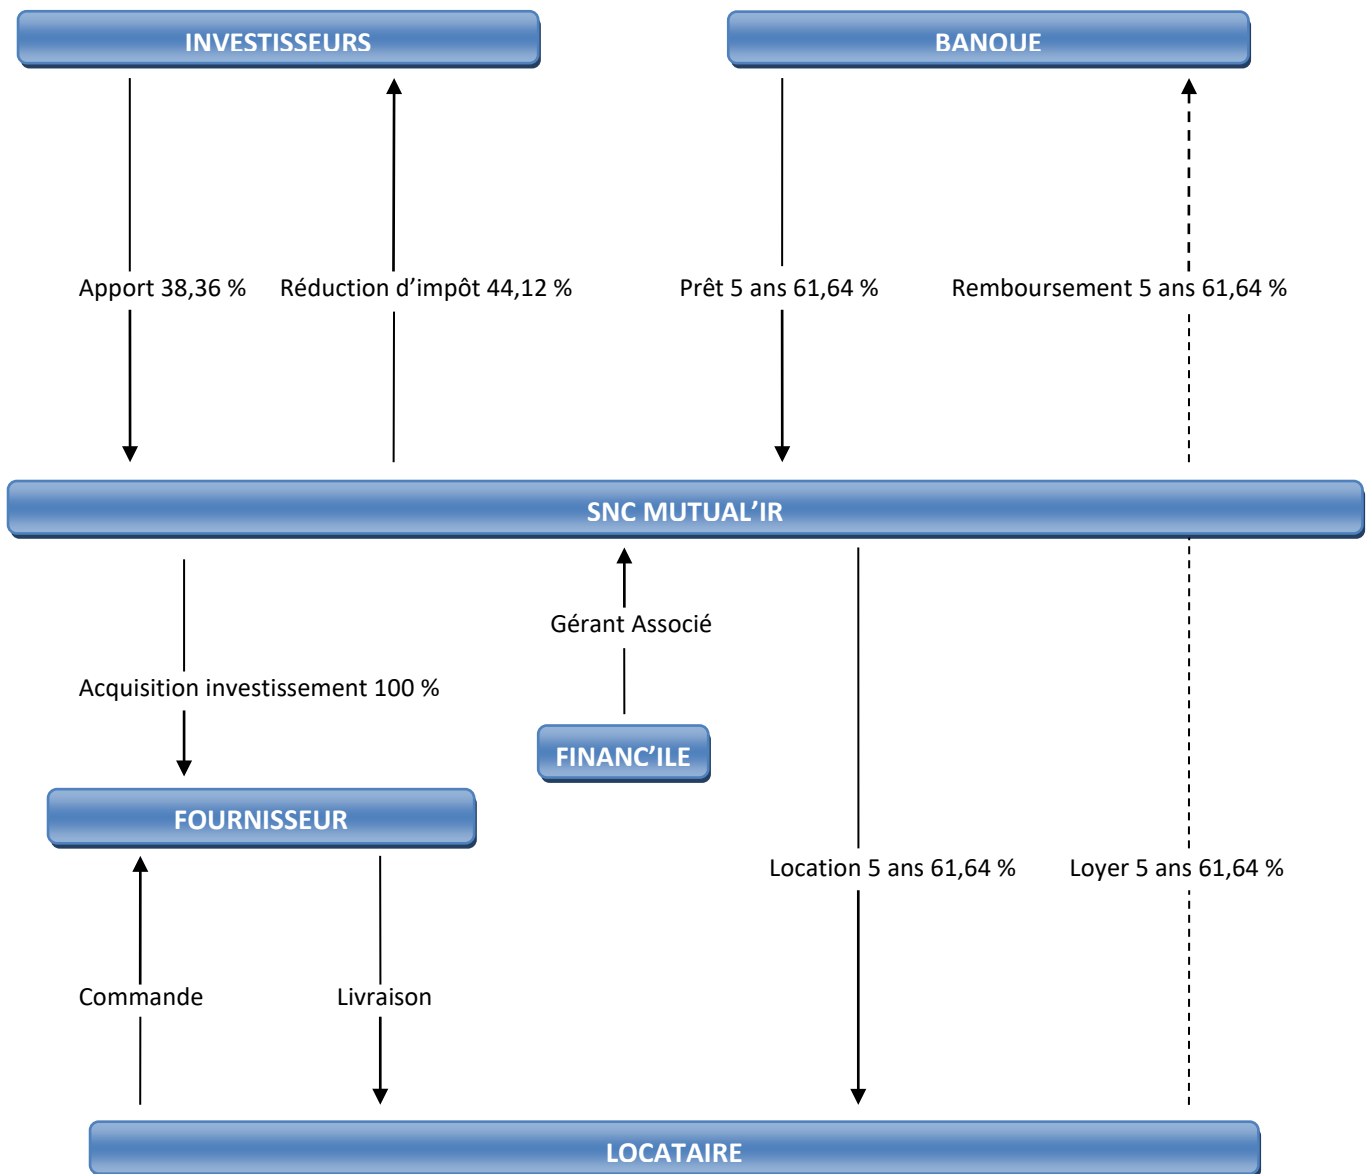 INVESTISSEURS
BANQUE
Apport 38,36 %
Réduction d’impôt 44,12 %
Prêt 5 ans 61,64 %
Remboursement 5 ans 61,64 %
SNC MUTUAL’IR
Gérant Associé
Acquisition investissement 100 %
FINANC’ILE
FOURNISSEUR
Location 5 ans 61,64 %
Loyer 5 ans 61,64 %
Commande
Livraison
LOCATAIRE